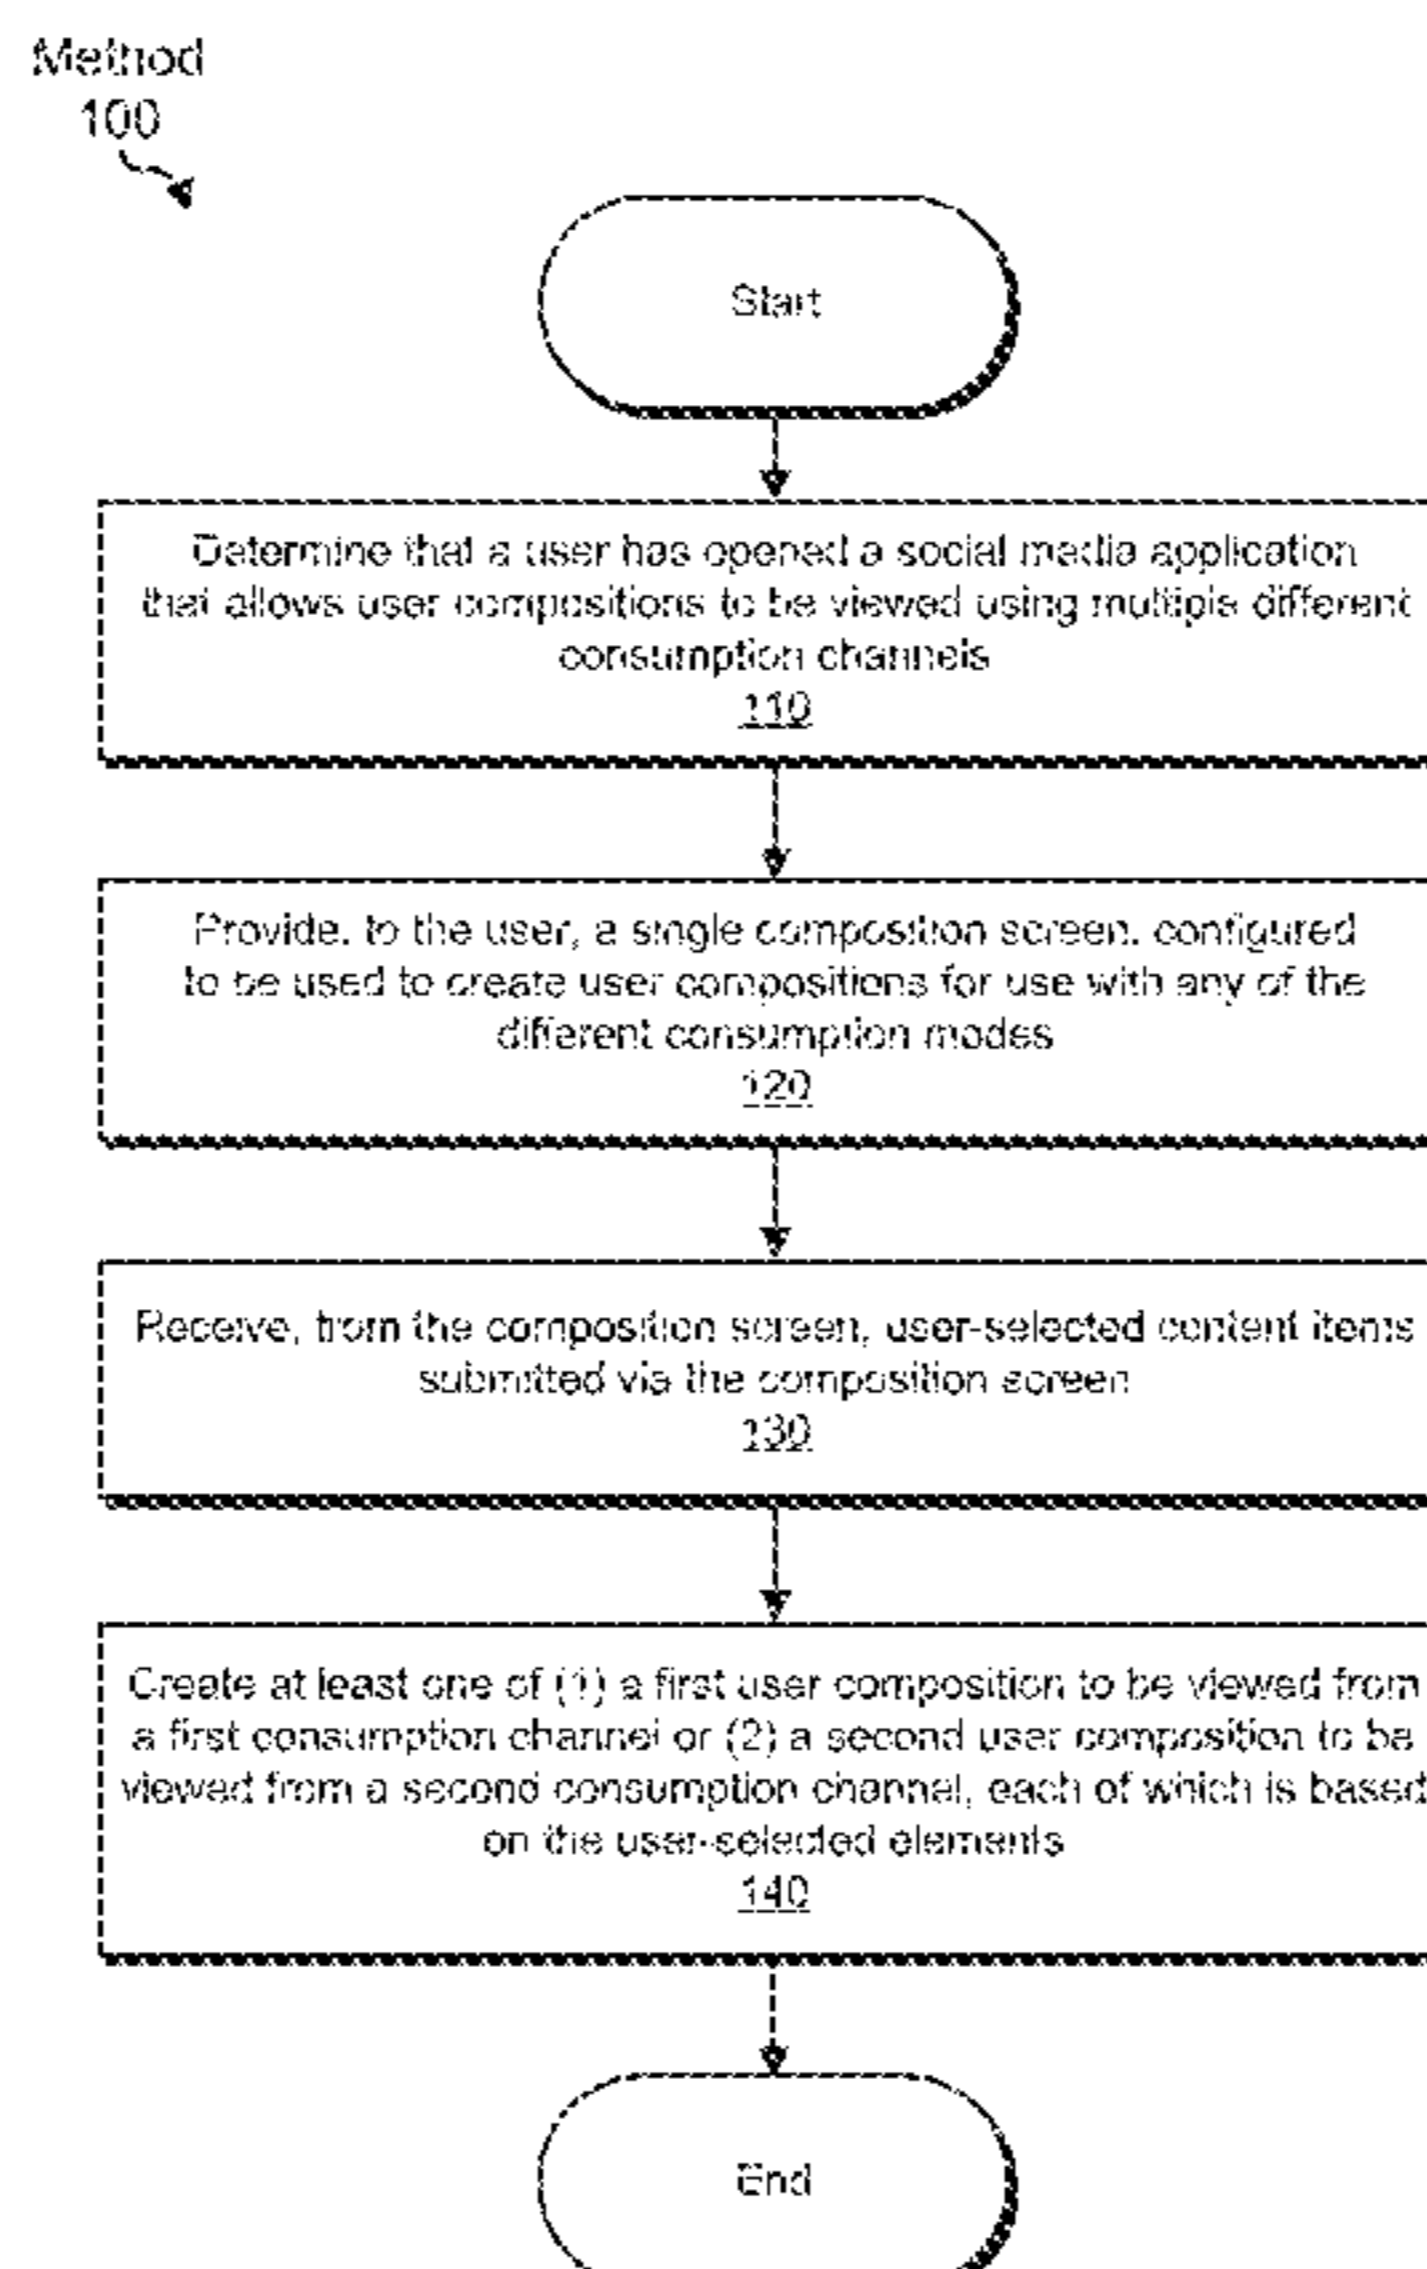 Method
100
Start
Determine that a user has opened a social media application
that allows user compositions to be viewed using multiple different
consumption channels
110
Provide, to the user, a single composition screen, configured
to be used to create user compositions for use with any of the
different consumption modes
120
Receive, from the composition screen, user-selected content items
submitted via the composition screen
130
Create at least one of (1) a first user composition to be viewed from
a first consumption channel or (2) a second user composition to be
viewed from a second consumption channel, each of which is based
on the user-selected elements
140
End